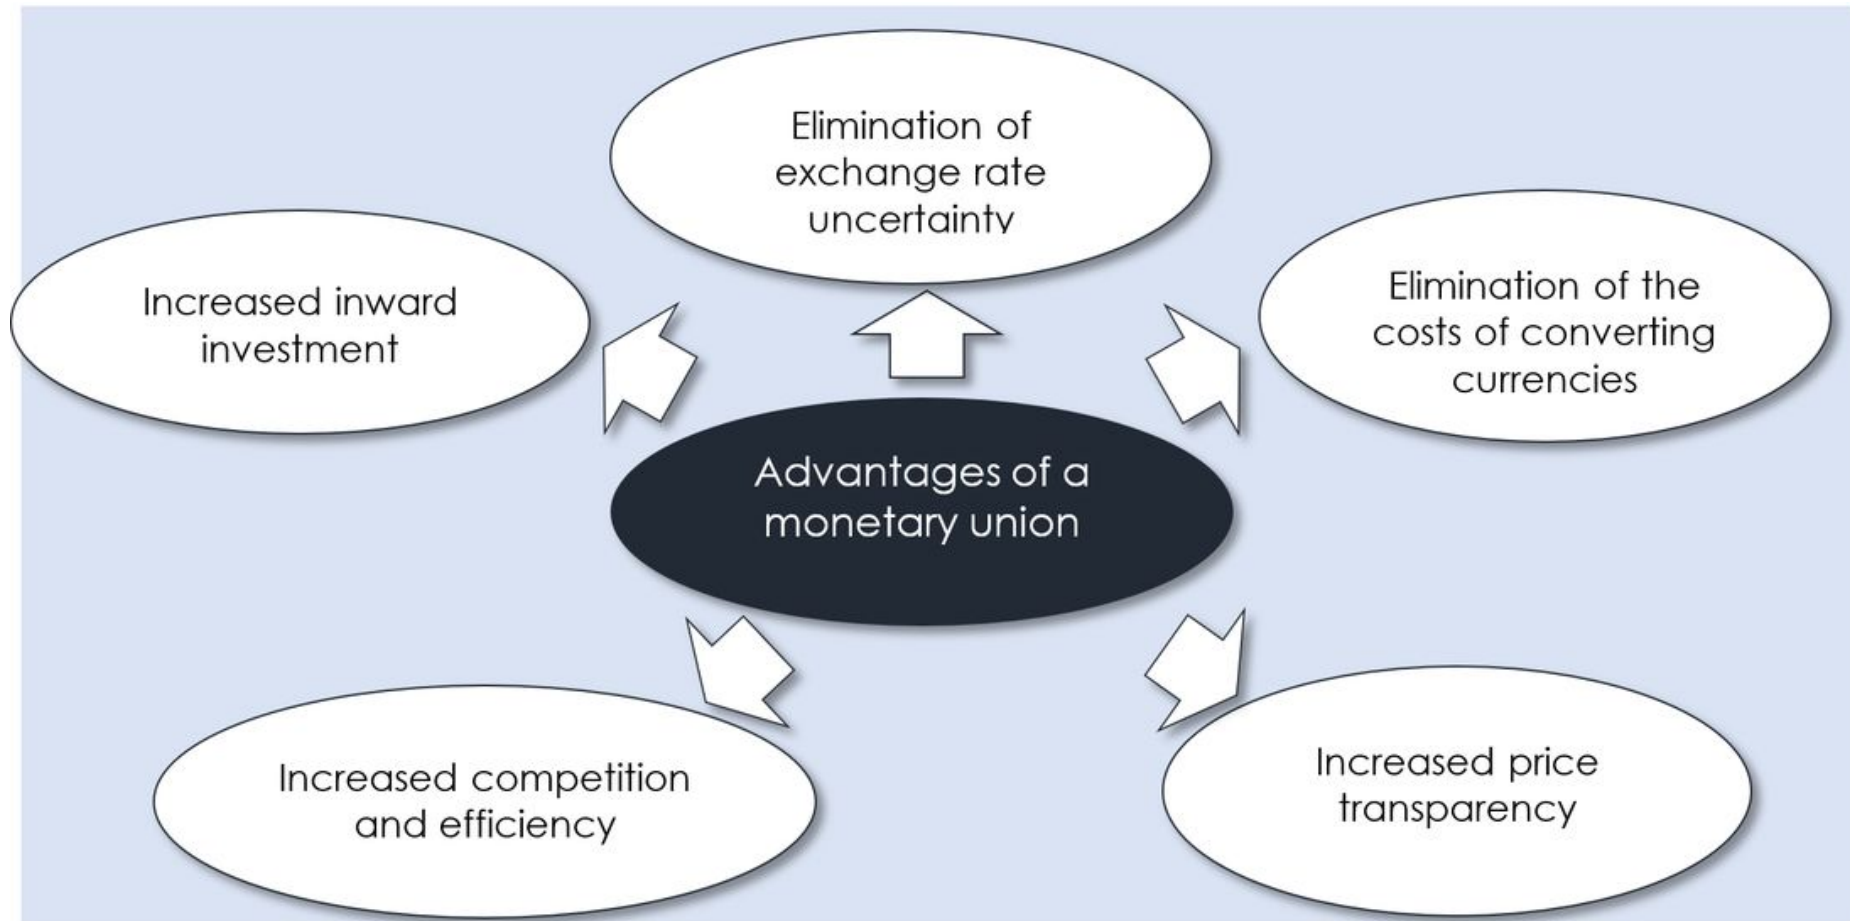 Elimination of
exchange rate
uncertainty
Increased inward
investment
Elimination of the
costs of converting
currencies
Advantages of a
monetary union
Increased competition
and efficiency
Increased price
transparency